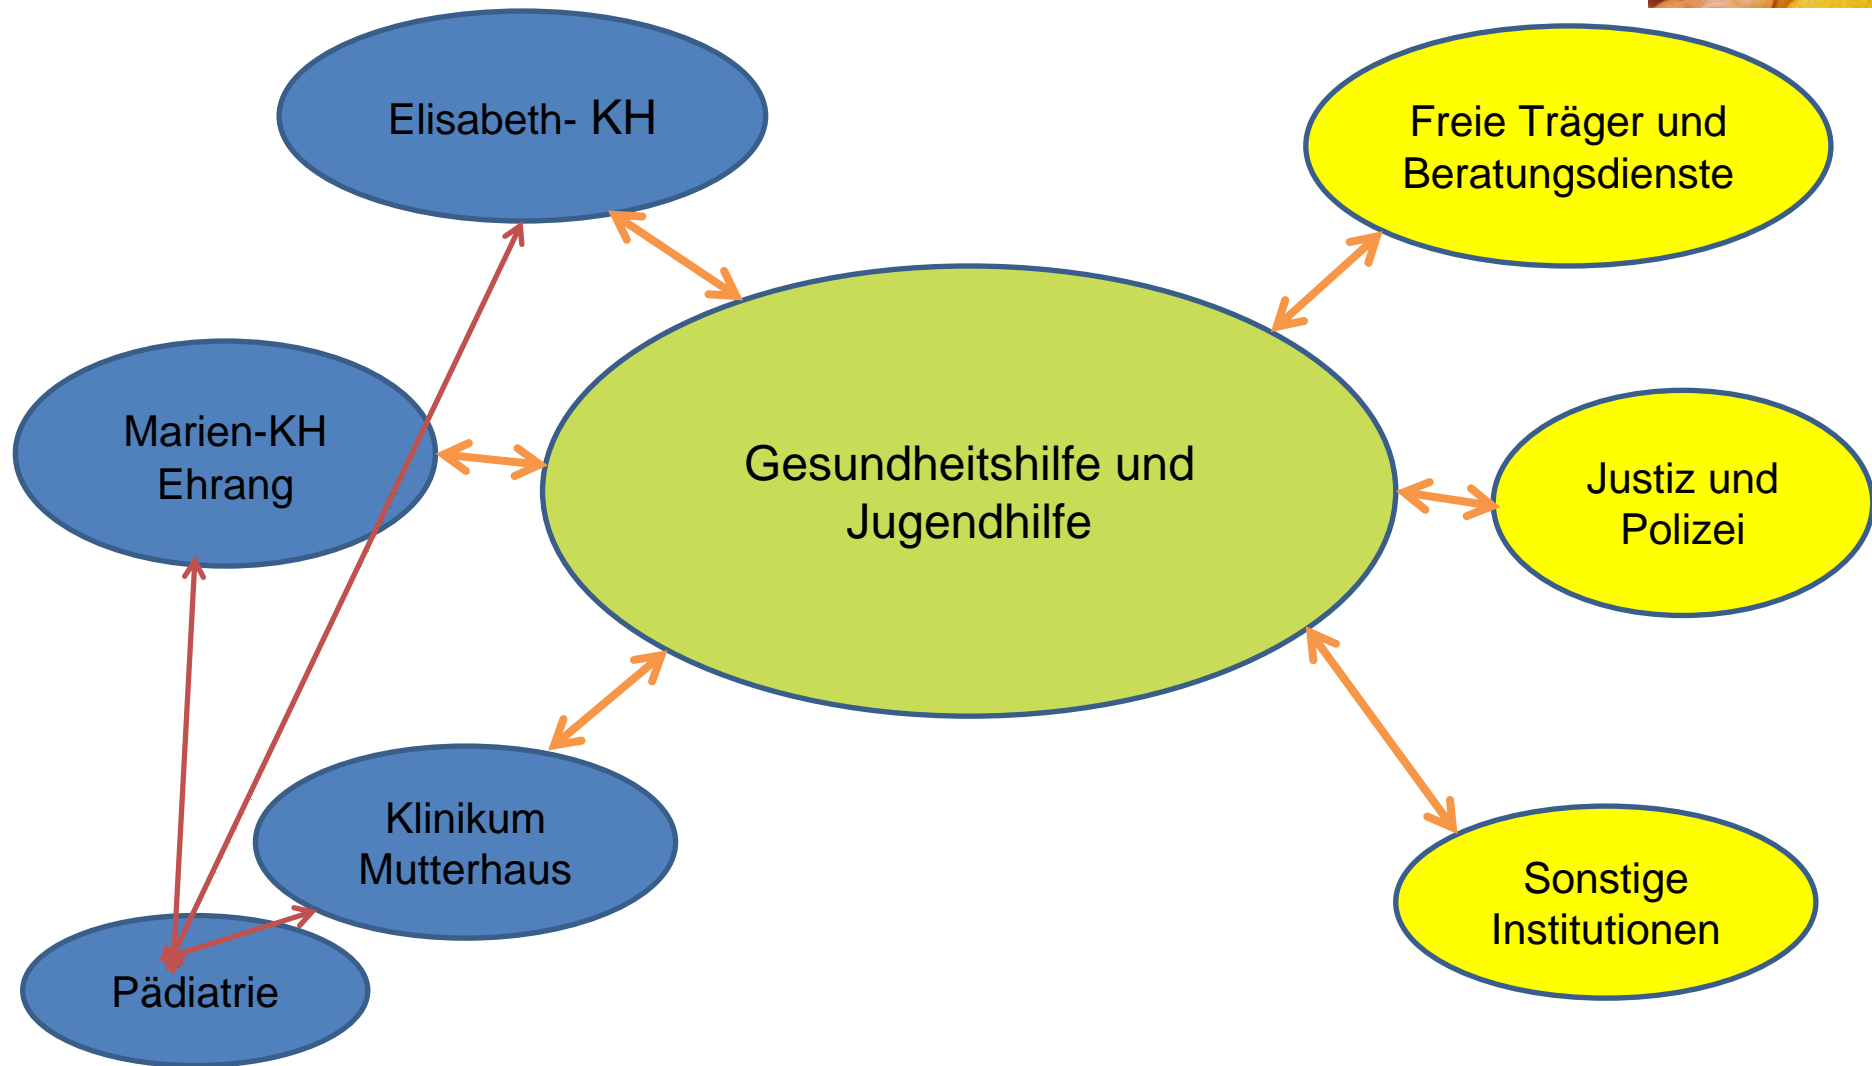 Elisabeth- KH
Freie Träger und
Beratungsdienste
Marien-KH
Ehrang
Gesundheitshilfe und
Jugendhilfe
Justiz und
Polizei
Klinikum
Mutterhaus
Sonstige
Institutionen
Pädiatrie